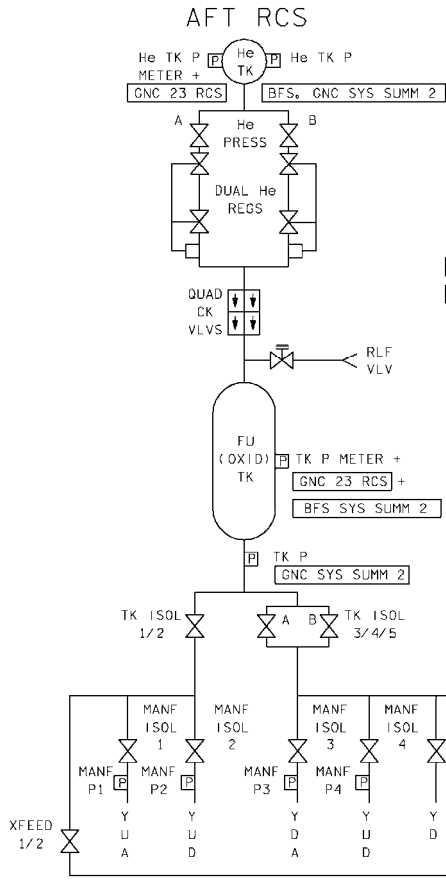 AFT RCS
He TK P
METER +
GNC 23 RCS
P
He
TK
P
He TK P
BFS, GNC SYS SUMM 2
A
He
PRESS
B
DUAL He
REGS
QUAD
CK
VLVS
RLF
VLV
FU
(OXID)
TK
P TK P METER +
GNC 23 RCS +
BFS SYS SUMM 2
P TK P
GNC SYS SUMM 2
TK ISOL
1/2
A B
TK ISOL
3/4/5
MANF
ISOL
1
MANF
ISOL
2
MANF
ISOL
3
MANF
ISOL
4
MANF
P1
P
MANF
P2
P
MANF
P3
P
MANF
P4
P
XFEED
1/2
Y
U
A
Y
U
D
Y
D
A
Y
U
D
Y
D